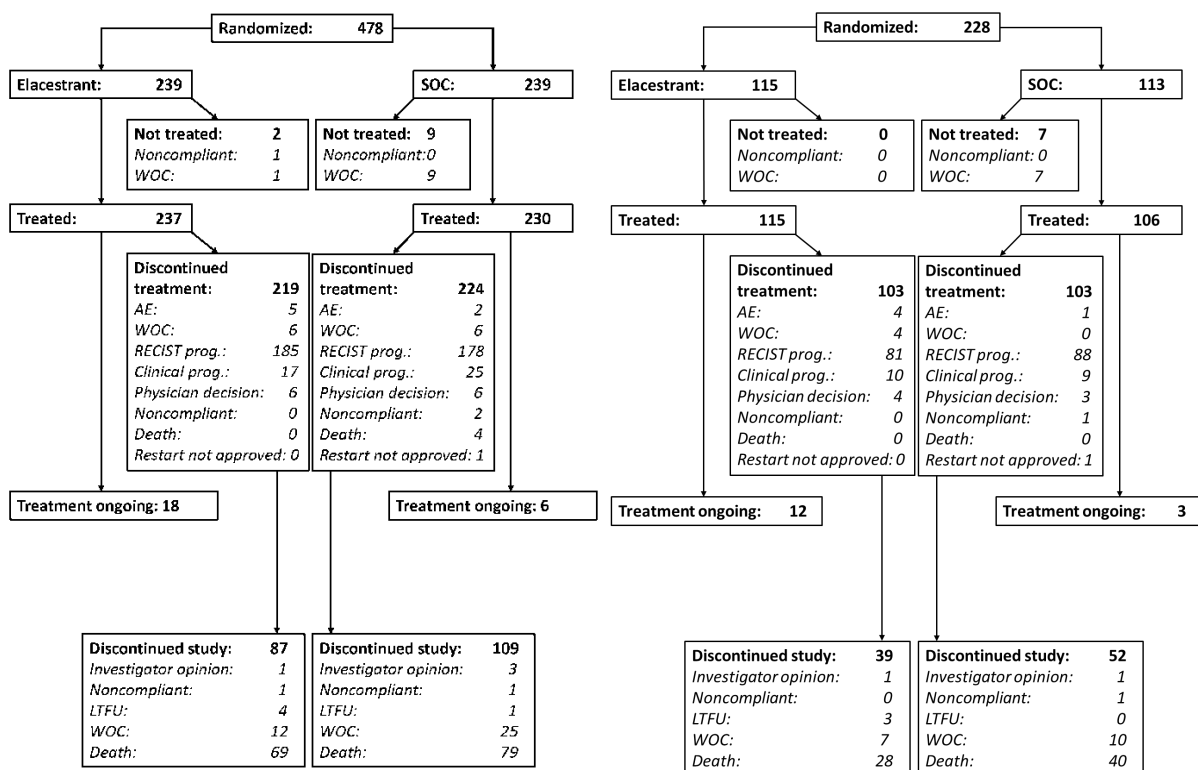 Randomized: 478
Elacestrant: 239
SOC: 239
Not treated: 2
Noncompliant: 1
WOC: 1
Not treated: 9
Noncompliant:0
WOC: 9
Treated: 237
Treated: 230
Discontinued
treatment: 219
AE: 5
WOC: 6
RECIST prog.: 185
Clinical prog.: 17
Physician decision: 6
Noncompliant: 0
Death: 0
Restart not approved: 0
Discontinued
treatment: 224
AE: 2
WOC: 6
RECIST prog.: 178
Clinical prog.: 25
Physician decision: 6
Noncompliant: 2
Death: 4
Restart not approved: 1
Treatment ongoing: 18
Treatment ongoing: 6
Discontinued study: 87
Investigator opinion: 1
Noncompliant: 1
LTFU: 4
WOC: 12
Death: 69
Discontinued study: 109
Investigator opinion: 3
Noncompliant: 1
LTFU: 1
WOC: 25
Death: 79
Randomized: 228
Elacestrant: 115
SOC: 113
Not treated: 0
Noncompliant: 0
WOC: 0
Not treated: 7
Noncompliant: 0
WOC: 7
Treated: 115
Treated: 106
Discontinued
treatment: 103
AE: 4
WOC: 4
RECIST prog.: 81
Clinical prog.: 10
Physician decision: 4
Noncompliant: 0
Death: 0
Restart not approved: 0
Discontinued
treatment: 103
AE: 1
WOC: 0
RECIST prog.: 88
Clinical prog.: 9
Physician decision: 3
Noncompliant: 1
Death: 0
Restart not approved: 1
Treatment ongoing: 12
Treatment ongoing: 3
Discontinued study: 39
Investigator opinion: 1
Noncompliant: 0
LTFU: 3
WOC: 7
Death: 28
Discontinued study: 52
Investigator opinion: 1
Noncompliant: 1
LTFU: 0
WOC: 10
Death: 40